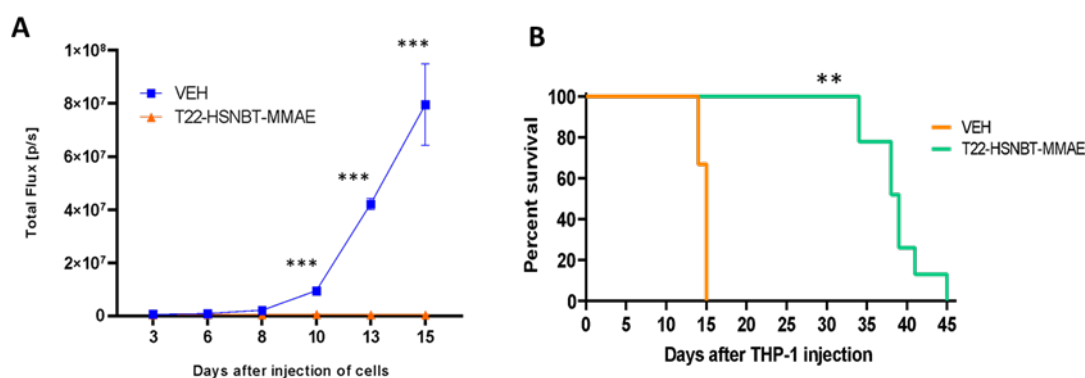 A
Total Flux [p/s]
1×10⁸
8×10⁷
6×10⁷
4×10⁷
2×10⁷
0
VEH
T22-HSNBT-MMAE
***
***
***
3 6 8 10 13 15
Days after injection of cells
B
Percent survival
100
80
60
40
20
0
**
VEH
T22-HSNBT-MMAE
0 5 10 15 20 25 30 35 40 45
Days after THP-1 injection